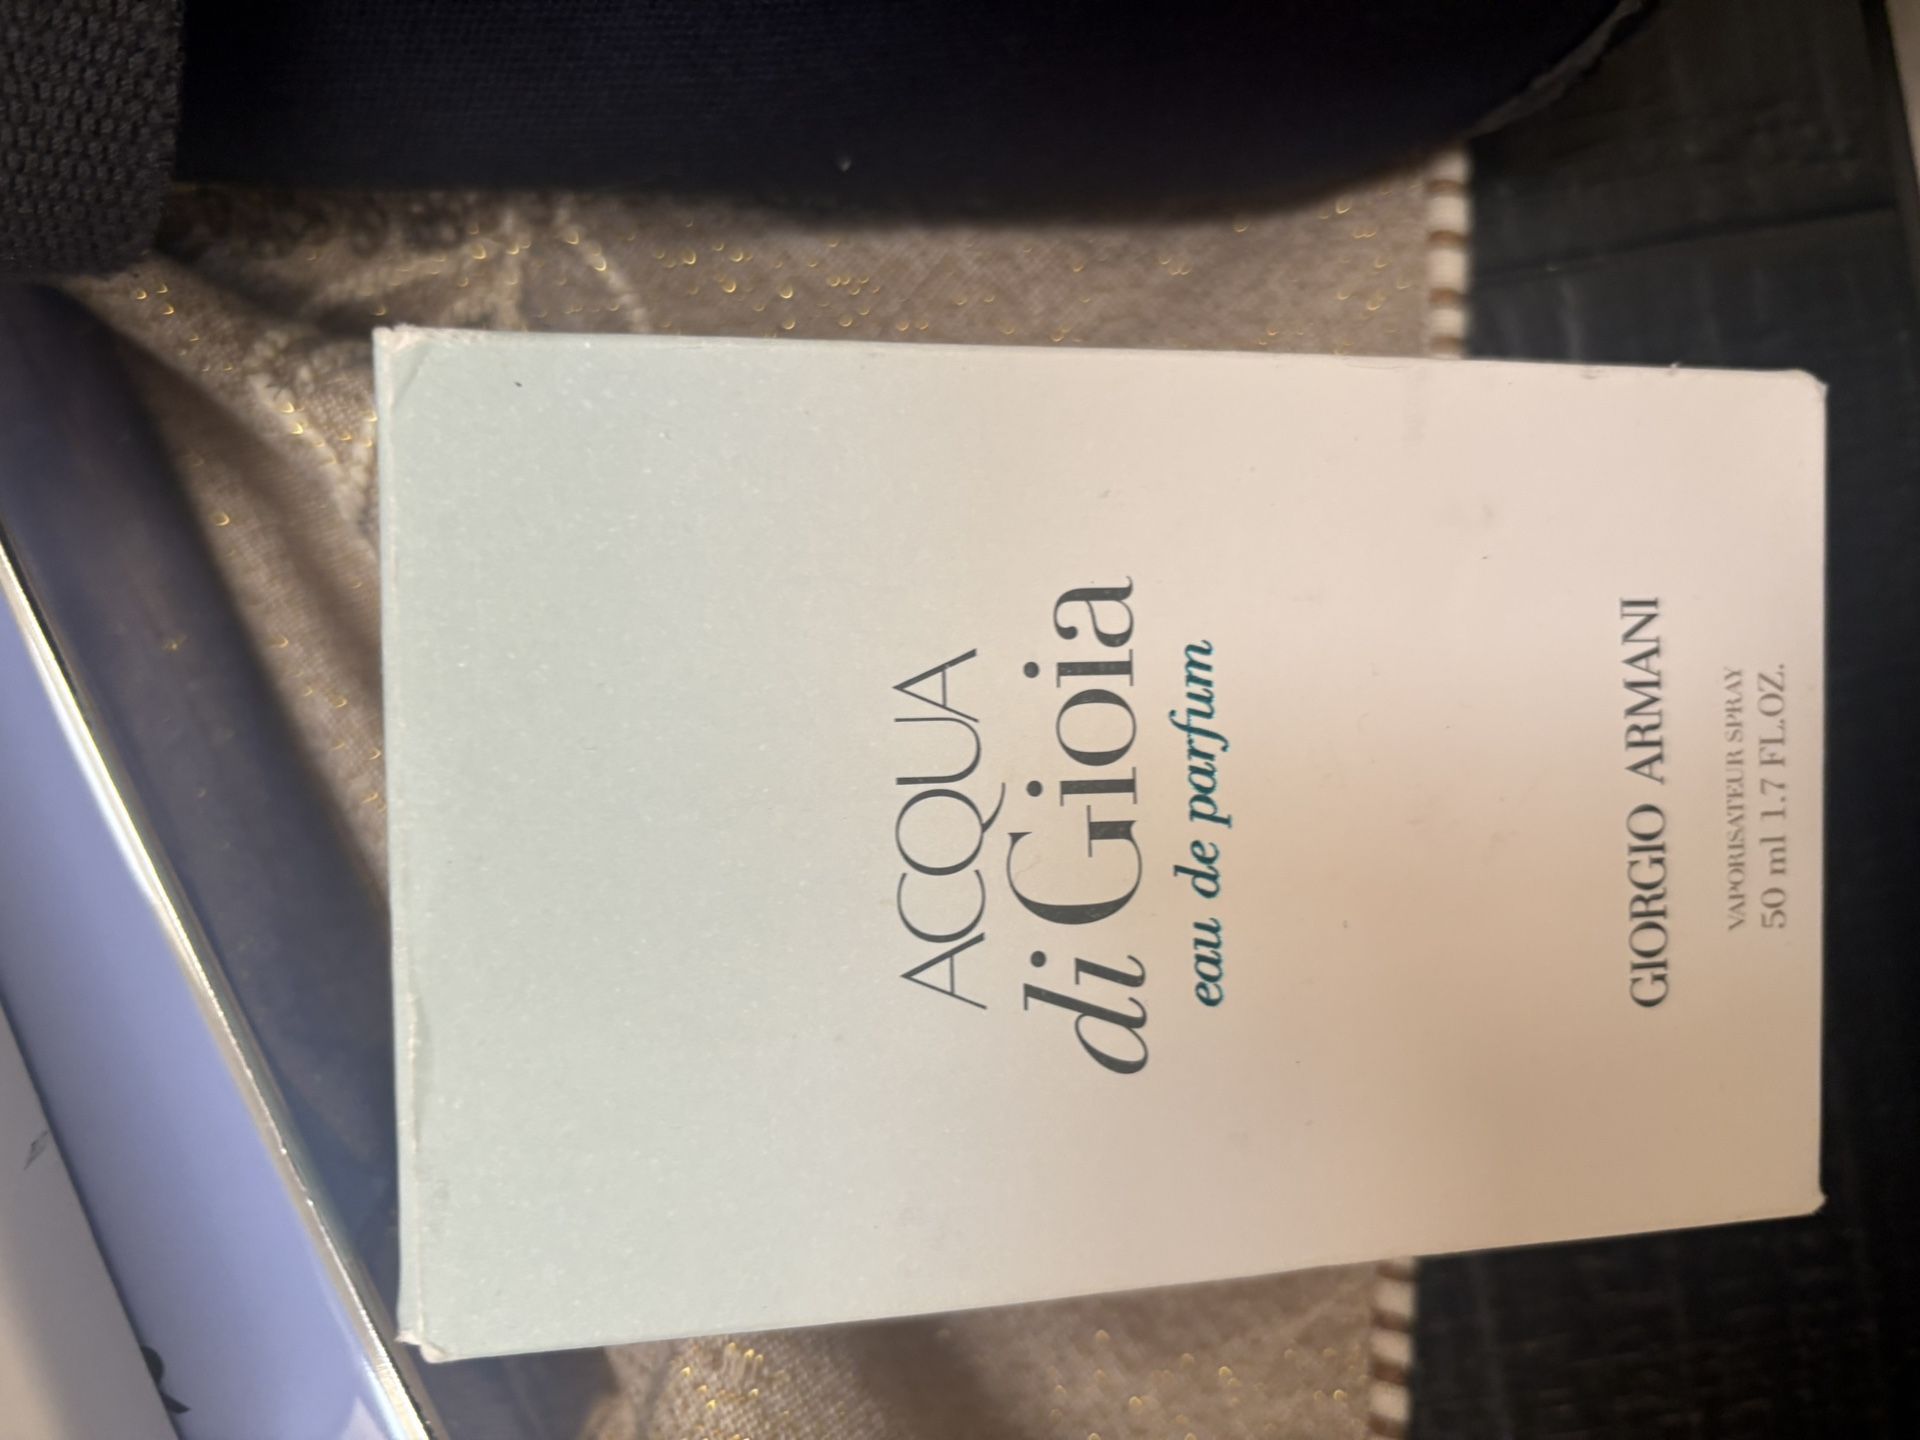 ACQUA
di Gioia
eau de parfum
GIORGIO ARMANI
VAPORISATEUR SPRAY
50 ml 1.7 FL.OZ.